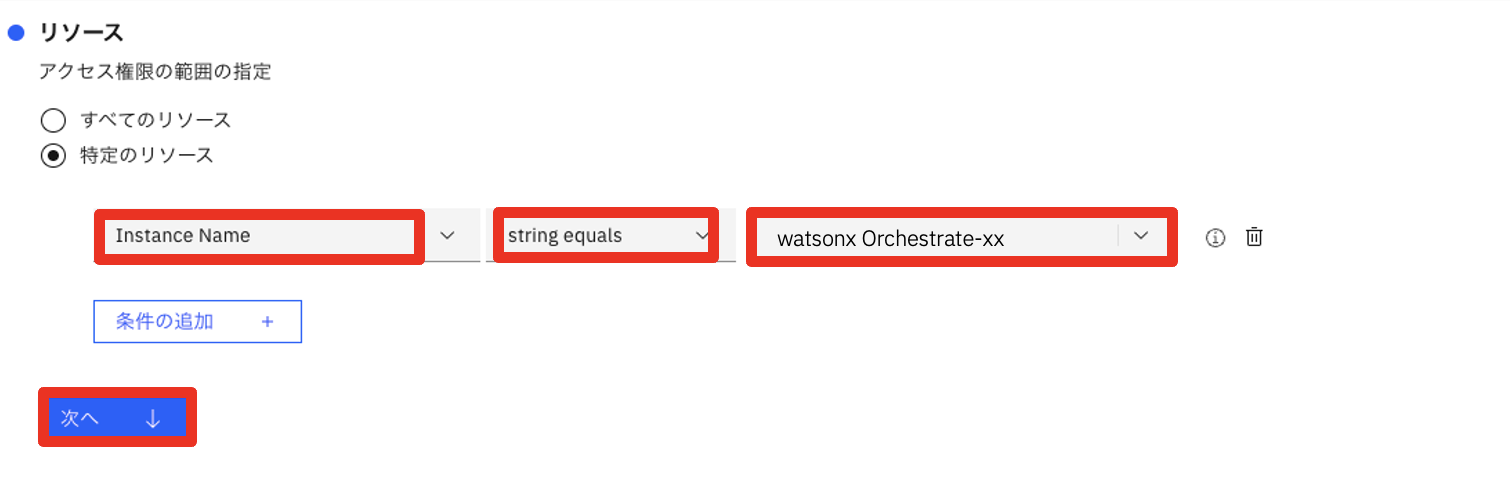 リソース
アクセス権限の範囲の指定
すべてのリソース
特定のリソース
Instance Name string equals watsonx Orchestrate-xx
条件の追加 +
次へ ↓